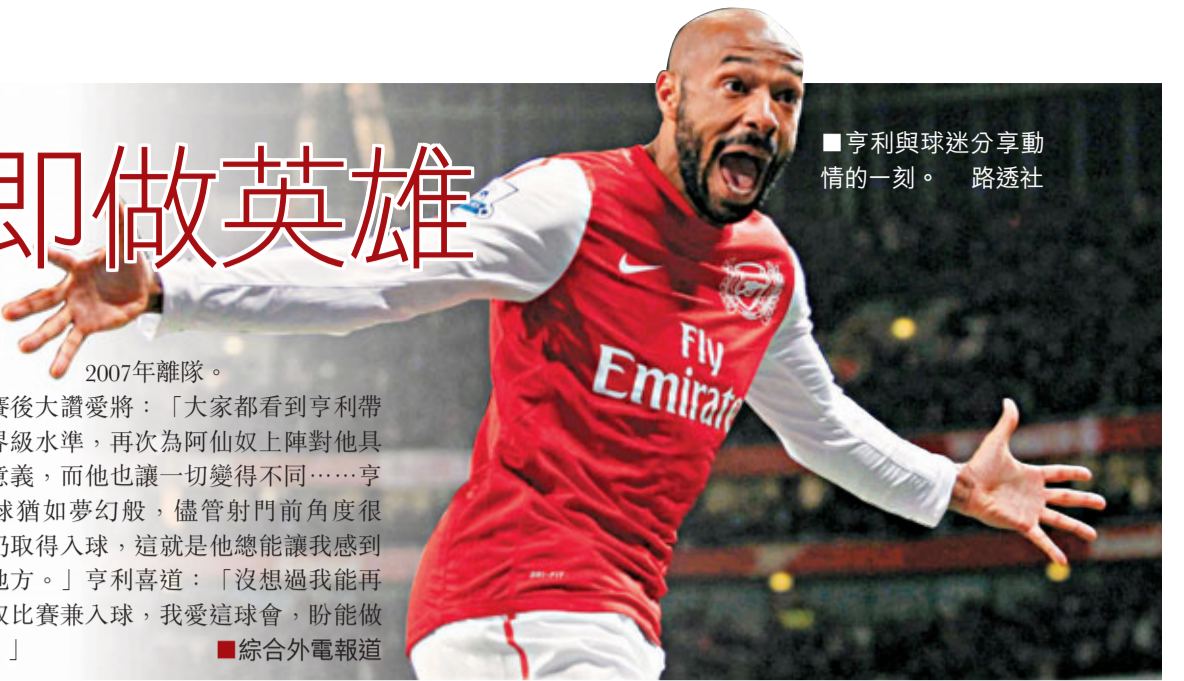 即做英雄
■亨利與球迷分享動
情的一刻。 路透社
Fly
Emirate
DRI-FIT
2007年離隊。
賽後大讚愛將：「大家都看到亨利帶
界級水準，再次為阿仙奴上陣對他具
意義，而他也讓一切變得不同……亨
球猶如夢幻般，儘管射門前角度很
仍取得入球，這就是他總能讓我感到
地方。」亨利喜道：「沒想過我能再
比賽兼入球，我愛這球會，盼能做
」
■綜合外電報道